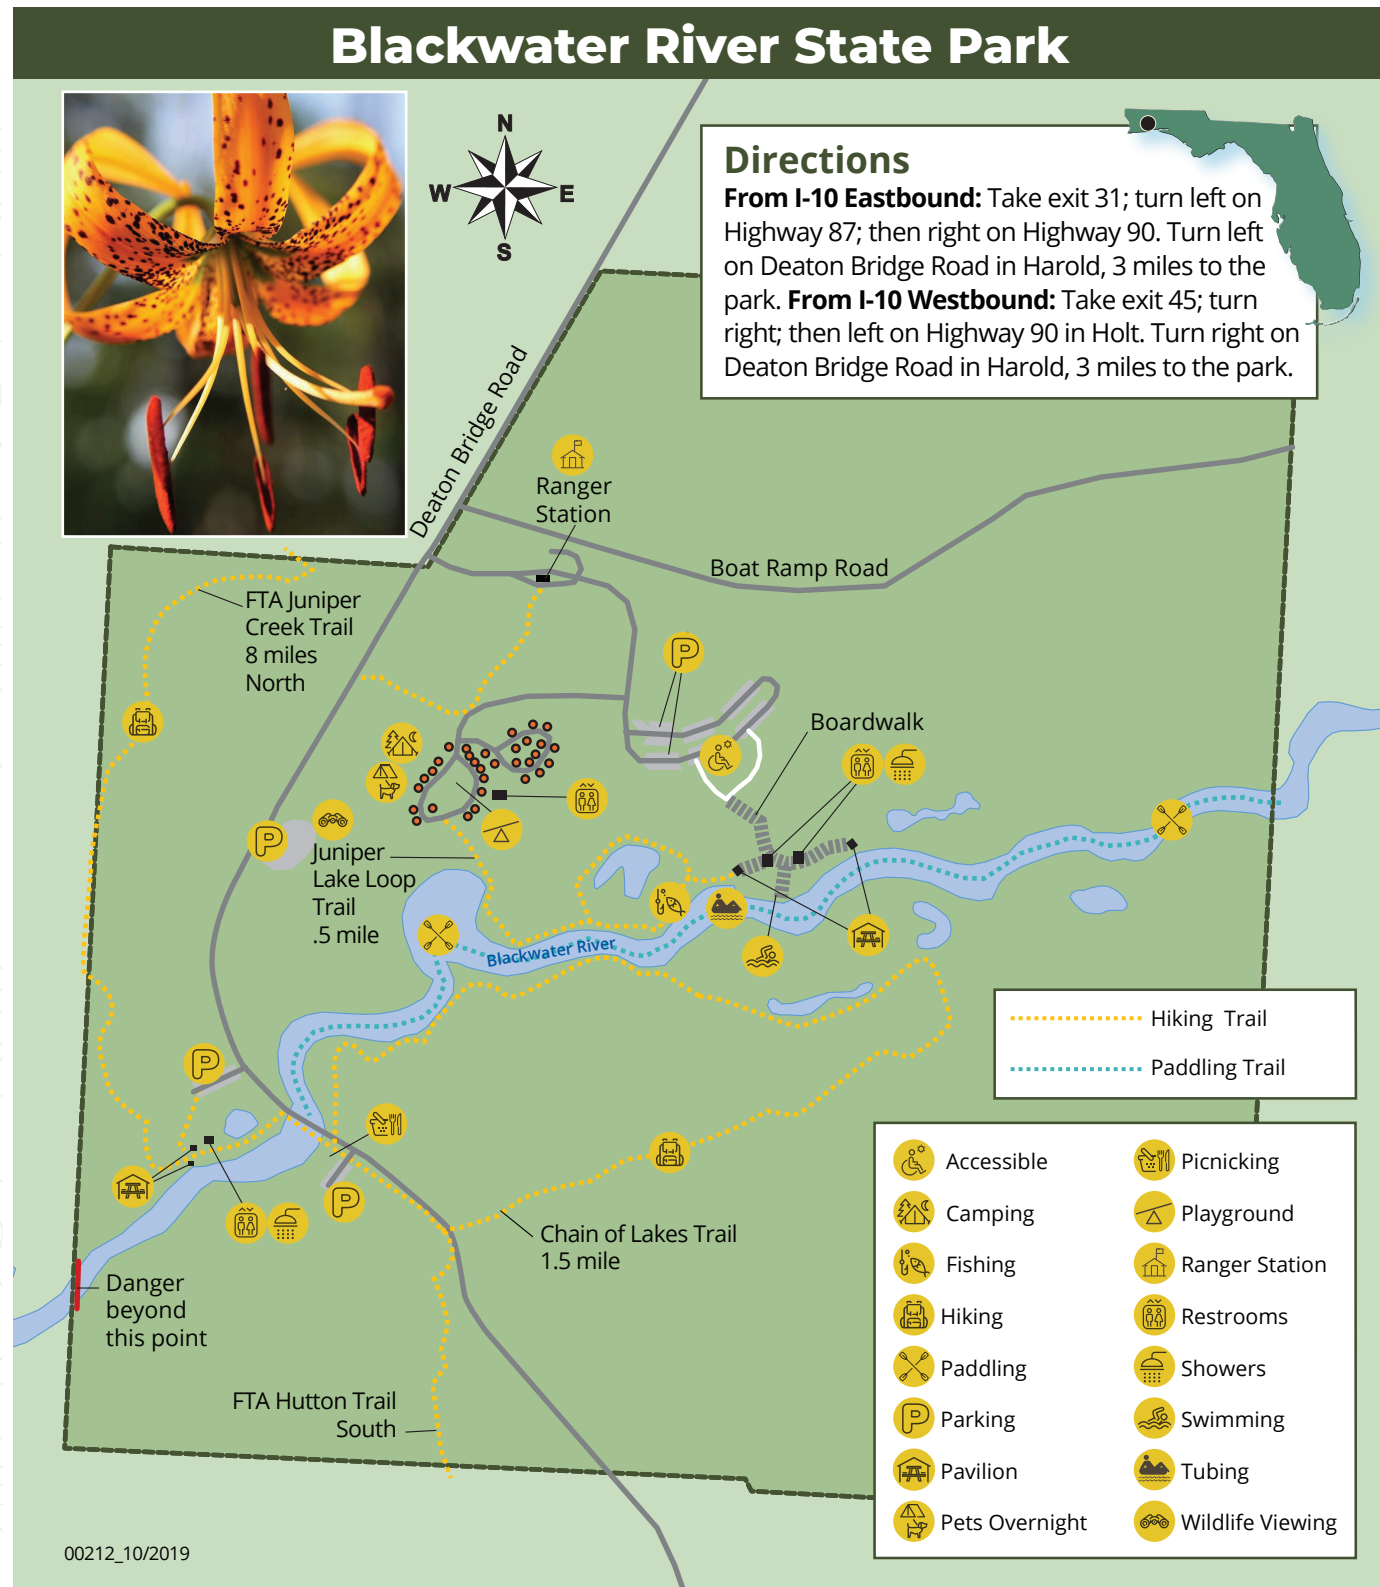 Blackwater River State Park
N
W E
S
Directions
From I-10 Eastbound: Take exit 31; turn left on
Highway 87; then right on Highway 90. Turn left
on Deaton Bridge Road in Harold, 3 miles to the
park. From I-10 Westbound: Take exit 45; turn
right; then left on Highway 90 in Holt. Turn right on
Deaton Bridge Road in Harold, 3 miles to the park.
Deaton Bridge Road
Ranger
Station
Boat Ramp Road
FTA Juniper
Creek Trail
8 miles
North
P
Boardwalk
P
Juniper
Lake Loop
Trail
.5 mile
Blackwater River
P
P
Chain of Lakes Trail
1.5 mile
Danger
beyond
this point
FTA Hutton Trail
South
Hiking Trail
Paddling Trail
Accessible
Camping
Fishing
Hiking
Paddling
P Parking
Pavilion
Pets Overnight
Picnicking
Playground
Ranger Station
Restrooms
Showers
Swimming
Tubing
Wildlife Viewing
00212_10/2019